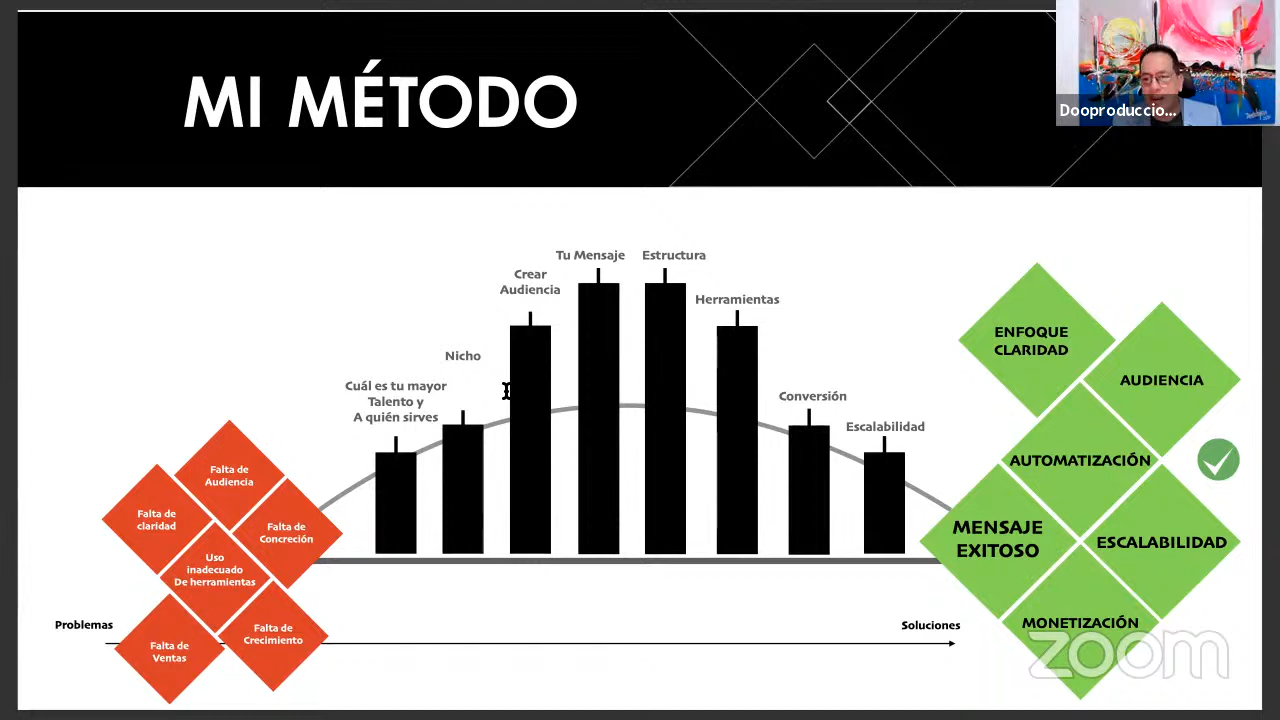 MI MÉTODO
Dooproduccio...
Tu Mensaje
Estructura
Crear
Audiencia
Herramientas
Nicho
Cuál es tu mayor
Talento y
A quién sirves
Conversión
Escalabilidad
Falta de
Audiencia
Falta de
claridad
Falta de
Concreción
Uso
inadecuado
De herramientas
Falta de
Crecimiento
Falta de
Ventas
Problemas
Soluciones
ENFOQUE
CLARIDAD
AUDIENCIA
AUTOMATIZACIÓN
MENSAJE
EXITOSO
ESCALABILIDAD
MONETIZACIÓN
zoom